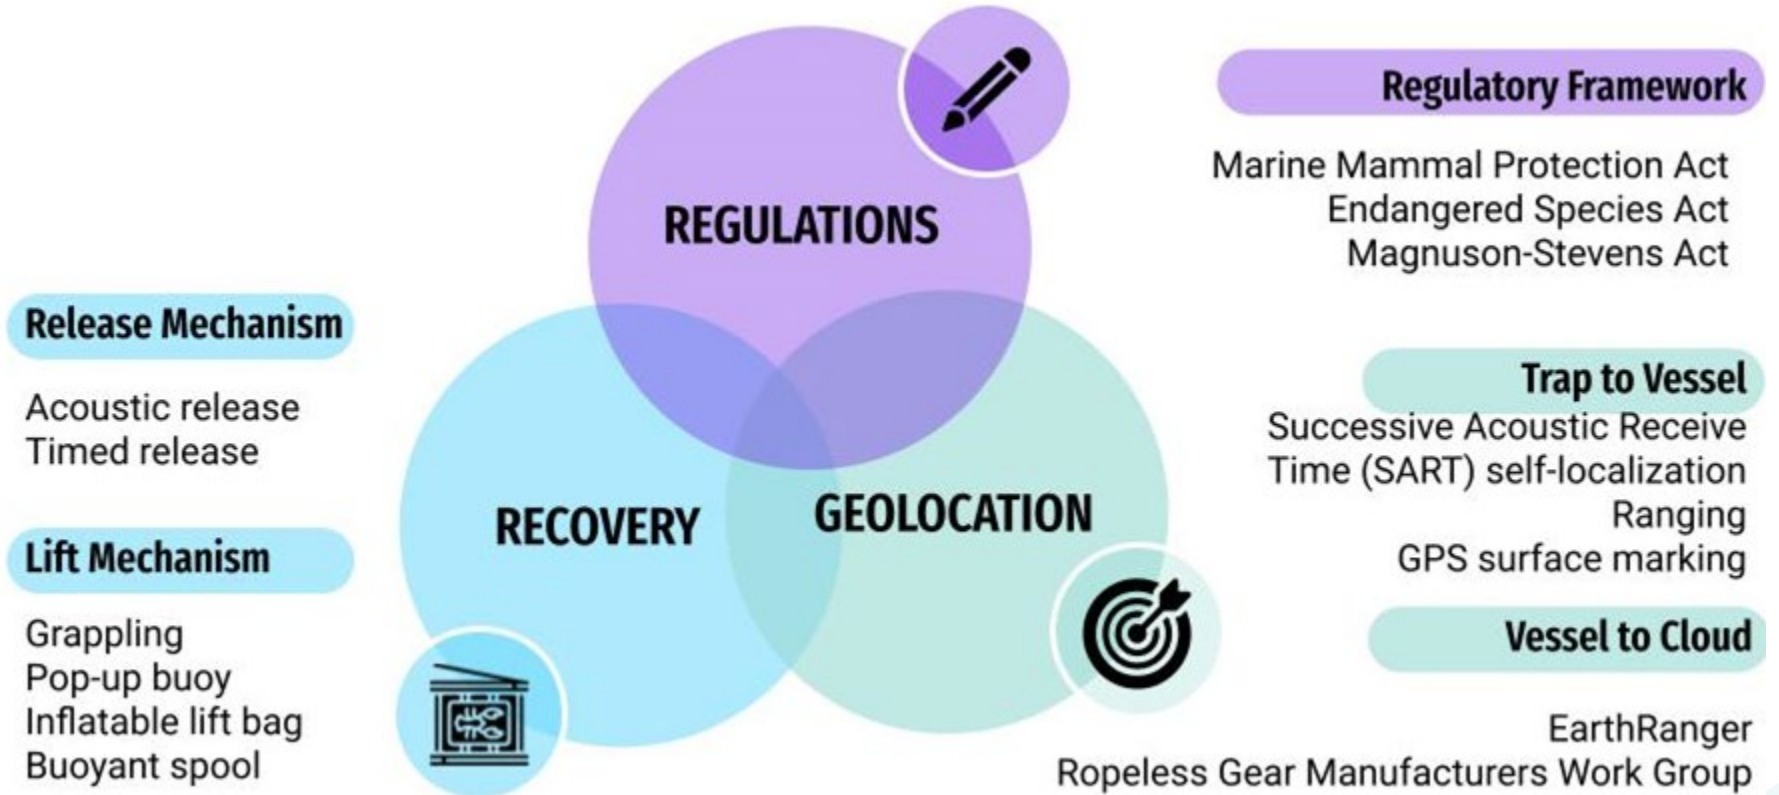 REGULATIONS
RECOVERY
GEOLOCATION
Release Mechanism
Acoustic release
Timed release
Lift Mechanism
Grappling
Pop-up buoy
Inflatable lift bag
Buoyant spool
Regulatory Framework
Marine Mammal Protection Act
Endangered Species Act
Magnuson-Stevens Act
Trap to Vessel
Successive Acoustic Receive
Time (SART) self-localization
Ranging
GPS surface marking
Vessel to Cloud
EarthRanger
Ropeless Gear Manufacturers Work Group